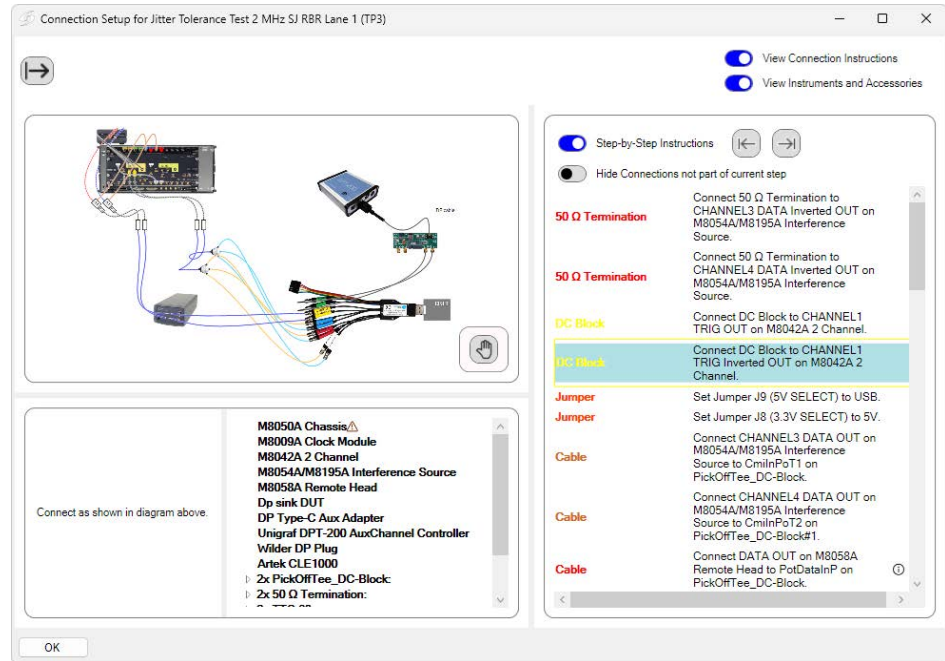 Connection Setup for Jitter Tolerance Test 2 MHz SJ RBR Lane 1 (TP3)
View Connection Instructions
View Instruments and Accessories
DP cable
DUT
Step-by-Step Instructions
Hide Connections not part of current step
50 Ω Termination
Connect 50 Ω Termination to
CHANNEL3 DATA Inverted OUT on
M8054A/M8195A Interference
Source.
50 Ω Termination
Connect 50 Ω Termination to
CHANNEL4 DATA Inverted OUT on
M8054A/M8195A Interference
Source.
DC Block
Connect DC Block to CHANNEL1
TRIG OUT on M8042A 2 Channel.
DC Block
Connect DC Block to CHANNEL1
TRIG Inverted OUT on M8042A 2
Channel.
Jumper
Set Jumper J9 (5V SELECT) to USB.
Jumper
Set Jumper J8 (3.3V SELECT) to 5V.
Cable
Connect CHANNEL3 DATA OUT on
M8054A/M8195A Interference
Source to CmiInPoT1 on
PickOffTee_DC-Block.
Cable
Connect CHANNEL4 DATA OUT on
M8054A/M8195A Interference
Source to CmiInPoT2 on
PickOffTee_DC-Block#1.
Cable
Connect DATA OUT on M8058A
Remote Head to PotDataInP on
PickOffTee_DC-Block.
Connect as shown in diagram above.
M8050A Chassis
M8009A Clock Module
M8042A 2 Channel
M8054A/M8195A Interference Source
M8058A Remote Head
Dp sink DUT
DP Type-C Aux Adapter
Unigraf DPT-200 AuxChannel Controller
Wilder DP Plug
Artek CLE1000
2x PickOffTee_DC-Block:
2x 50 Ω Termination:
OK